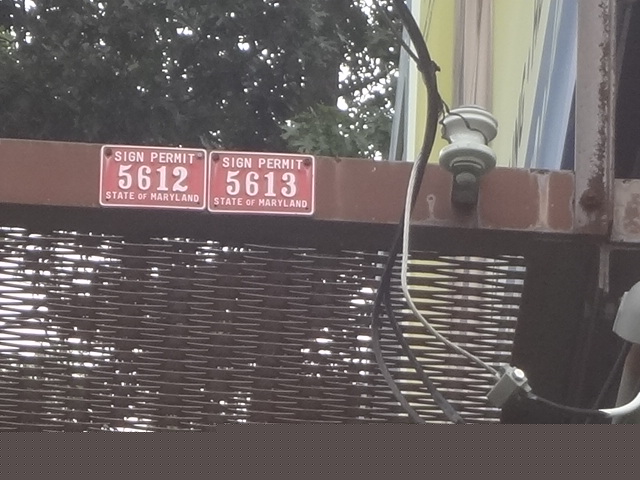 SIGN PERMIT
5612
STATE OF MARYLAND
SIGN PERMIT
5613
STATE OF MARYLAND